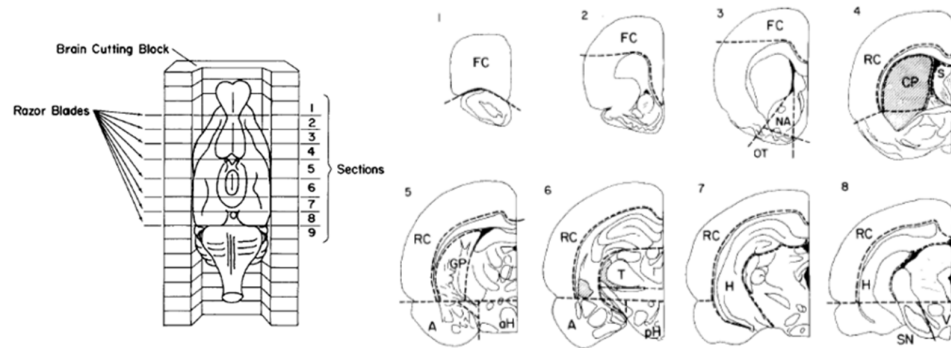 Brain Cutting Block
Razor Blades
1
2
3
4
5
6
7
8
9
Sections
1
FC
2
FC
3
FC
NA
OT
4
RC
CP
S
5
RC
GP
A
aH
6
RC
T
A
pH
7
RC
H
8
RC
H
SN
V